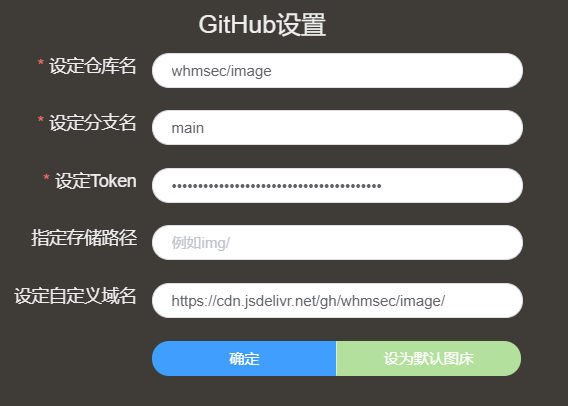 GitHub设置
* 设定仓库名 whmsec/image
* 设定分支名 main
* 设定Token ••••••••••••••••••••••••••••••••••••••••
指定存储路径 例如img/
设定自定义域名 https://cdn.jsdelivr.net/gh/whmsec/image/
确定 设为默认图床